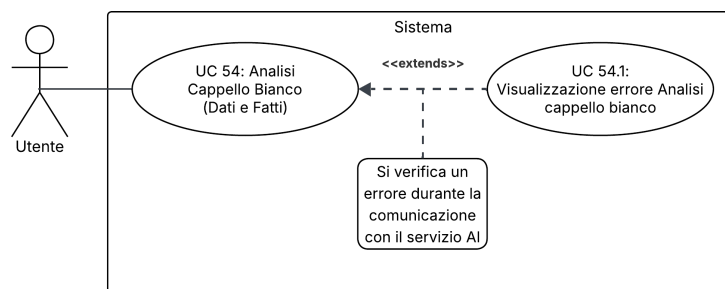 Sistema
Utente
UC 54: Analisi
Cappello Bianco
(Dati e Fatti)
<<extends>>
UC 54.1:
Visualizzazione errore Analisi
cappello bianco
Si verifica un
errore durante la
comunicazione
con il servizio AI